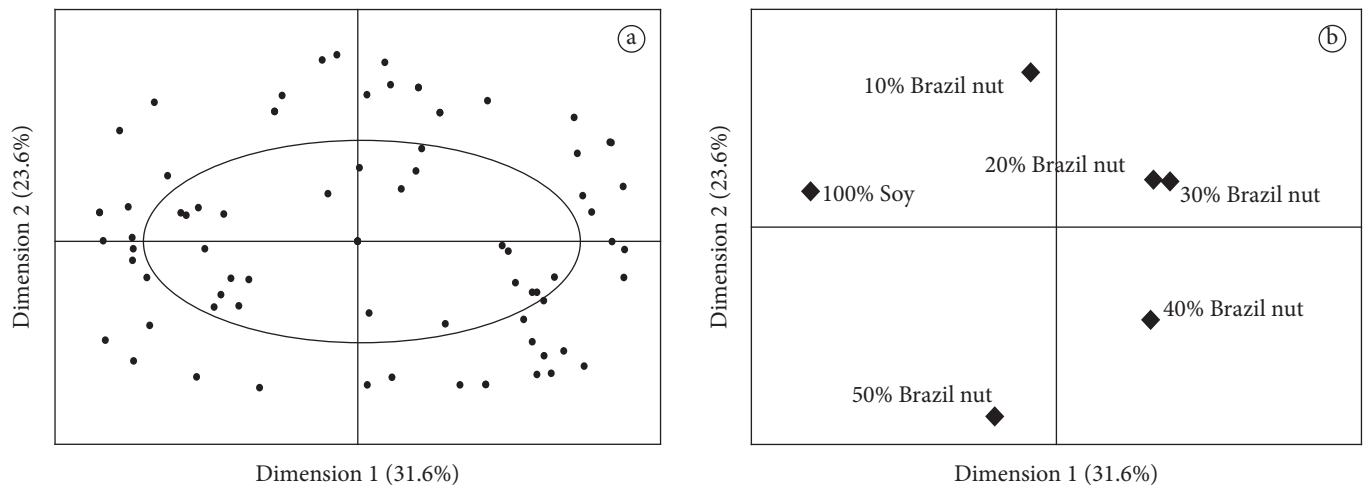 a
Dimension 2 (23.6%)
Dimension 1 (31.6%)
b
10% Brazil nut
20% Brazil nut
100% Soy
30% Brazil nut
40% Brazil nut
50% Brazil nut
Dimension 2 (23.6%)
Dimension 1 (31.6%)